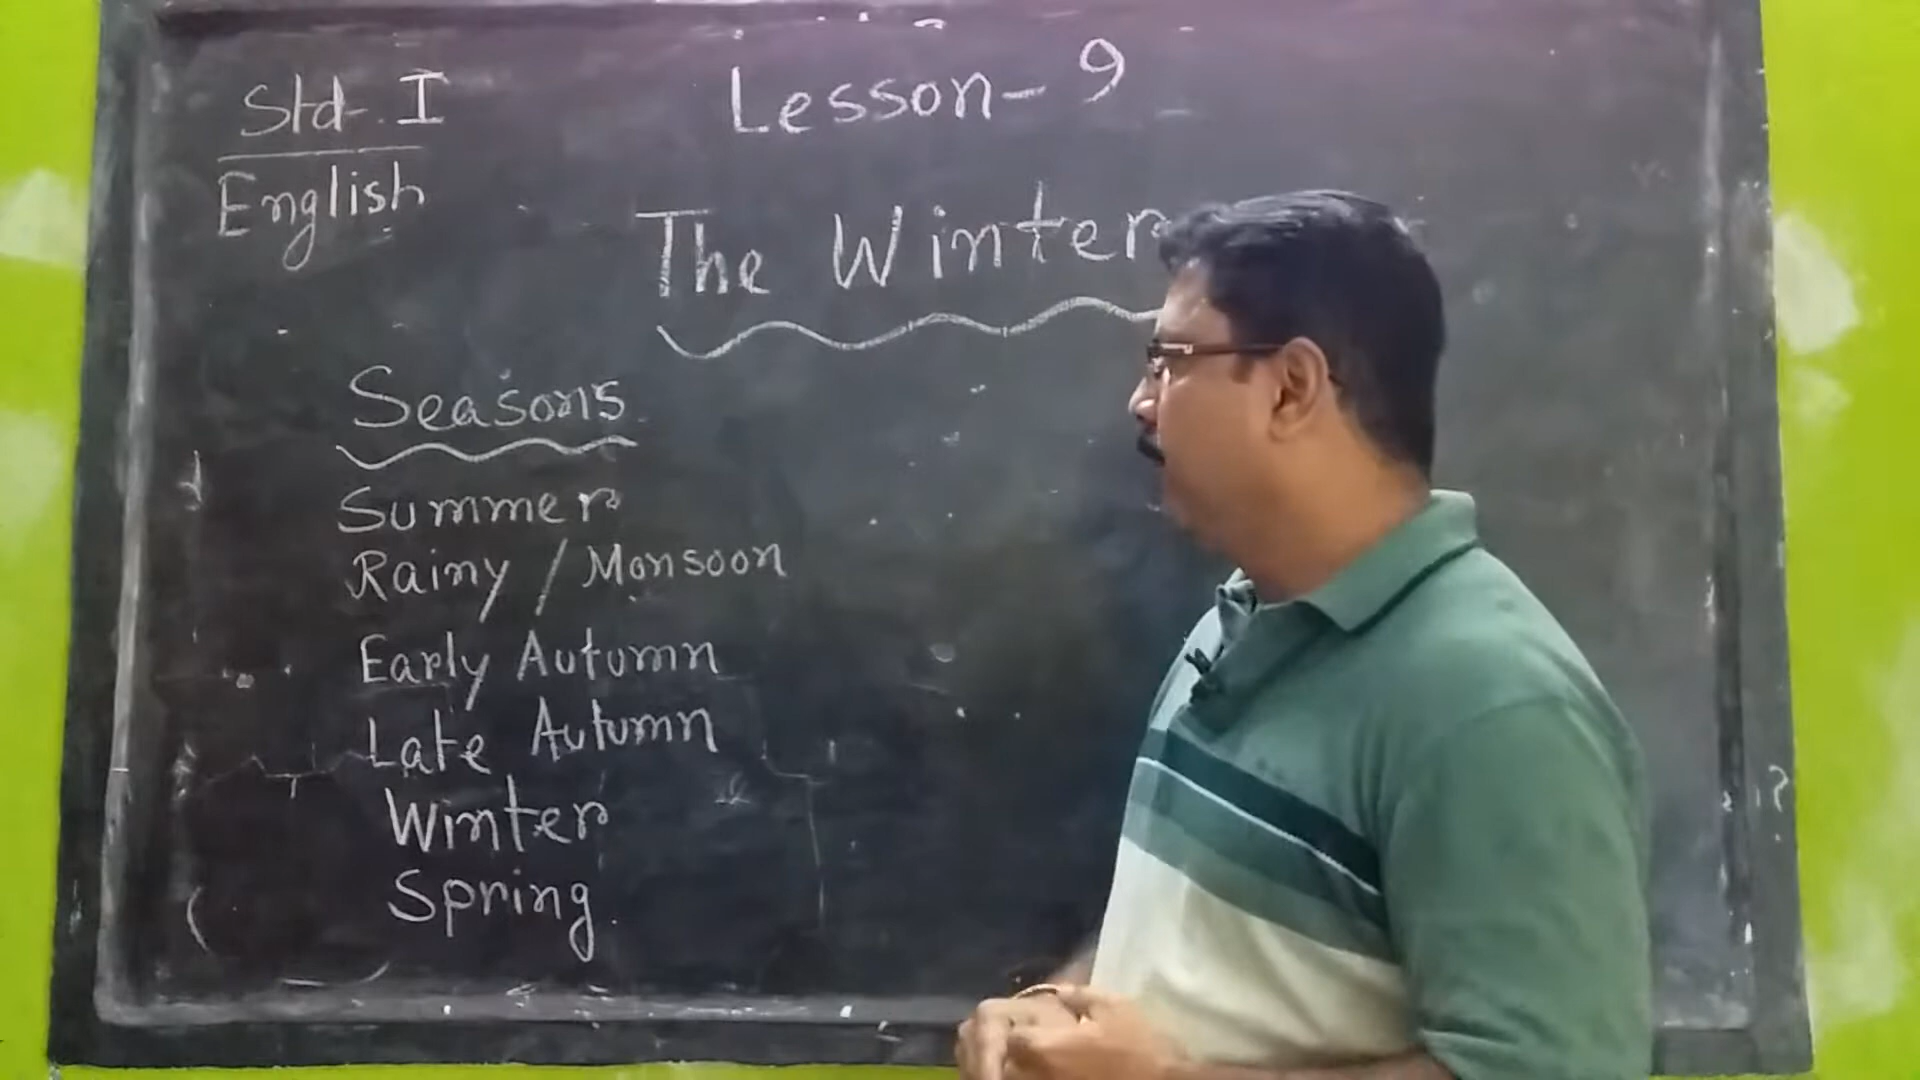 Std. I
English
Lesson - 9
The Winter
Seasons
Summer
Rainy / Monsoon
Early Autumn
Late Autumn
Winter
Spring.